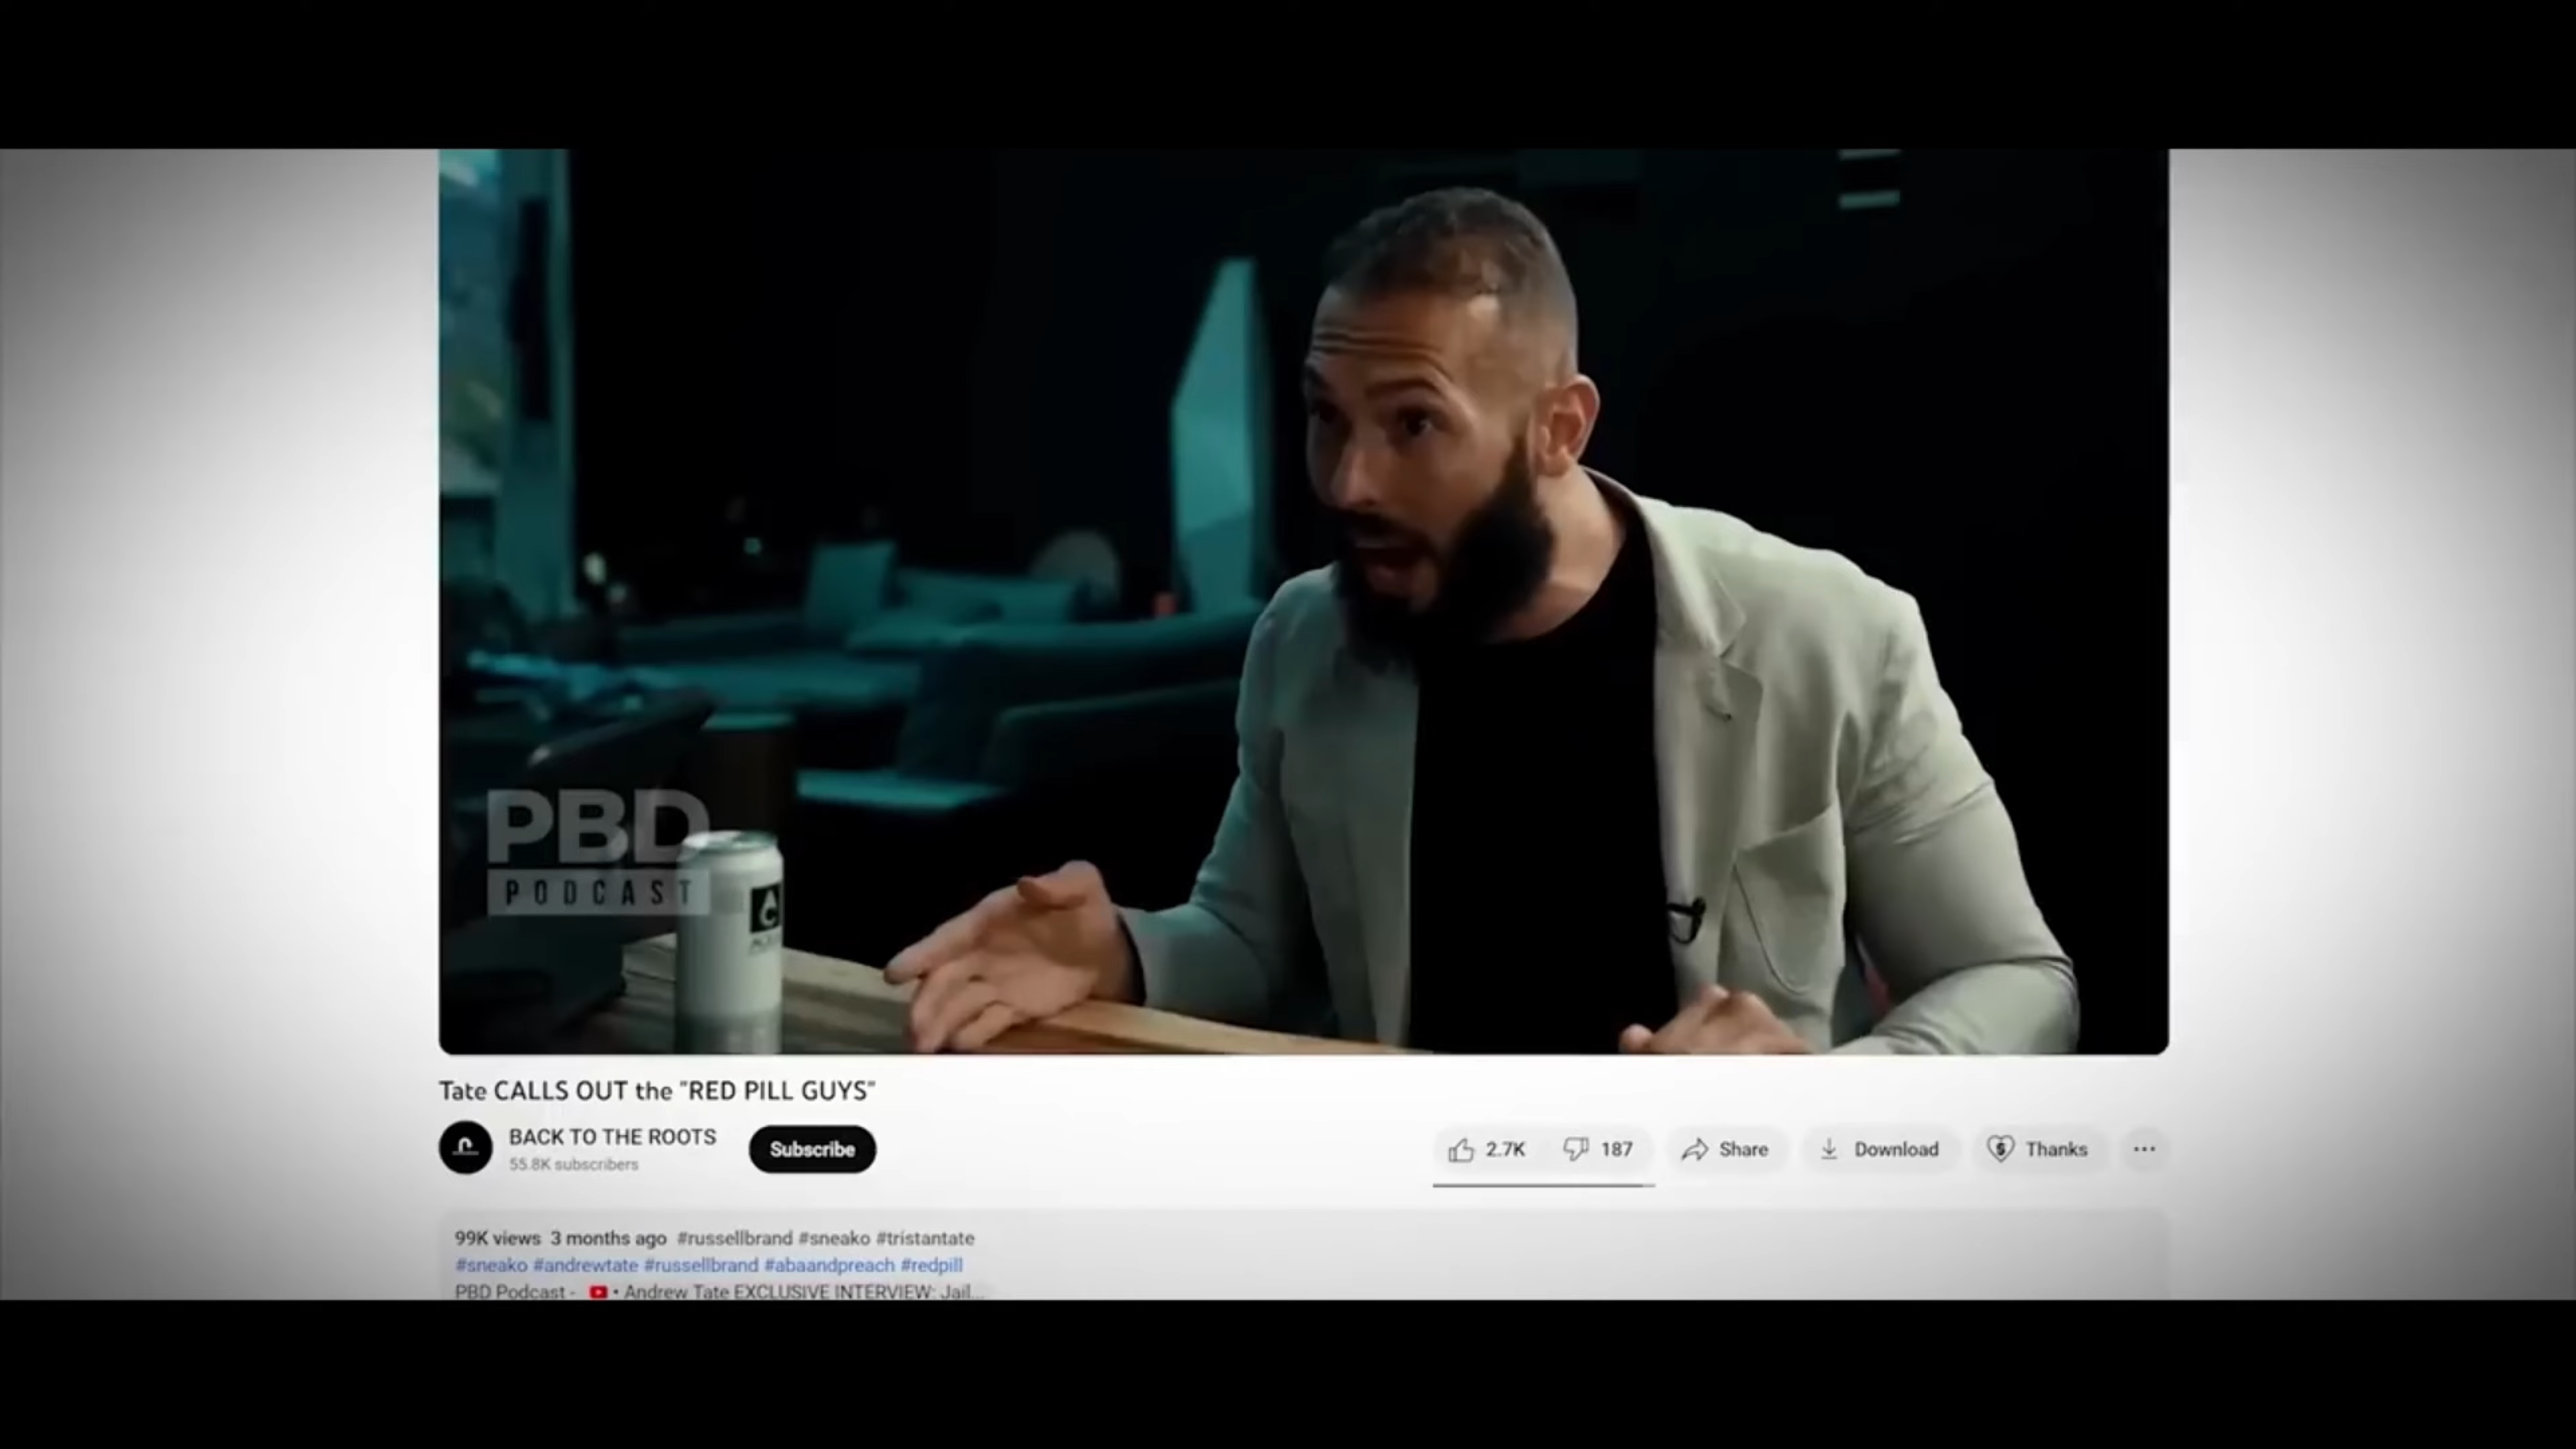 PBD
PODCAST
Tate CALLS OUT the "RED PILL GUYS"
BACK TO THE ROOTS
55.8K subscribers
Subscribe
2.7K
187
Share
Download
Thanks
99K views 3 months ago #russellbrand #sneako #tristantate
#sneako #andrewtate #russellbrand #abaandpreach #redpill
PBD Podcast - • Andrew Tate EXCLUSIVE INTERVIEW: Jail...